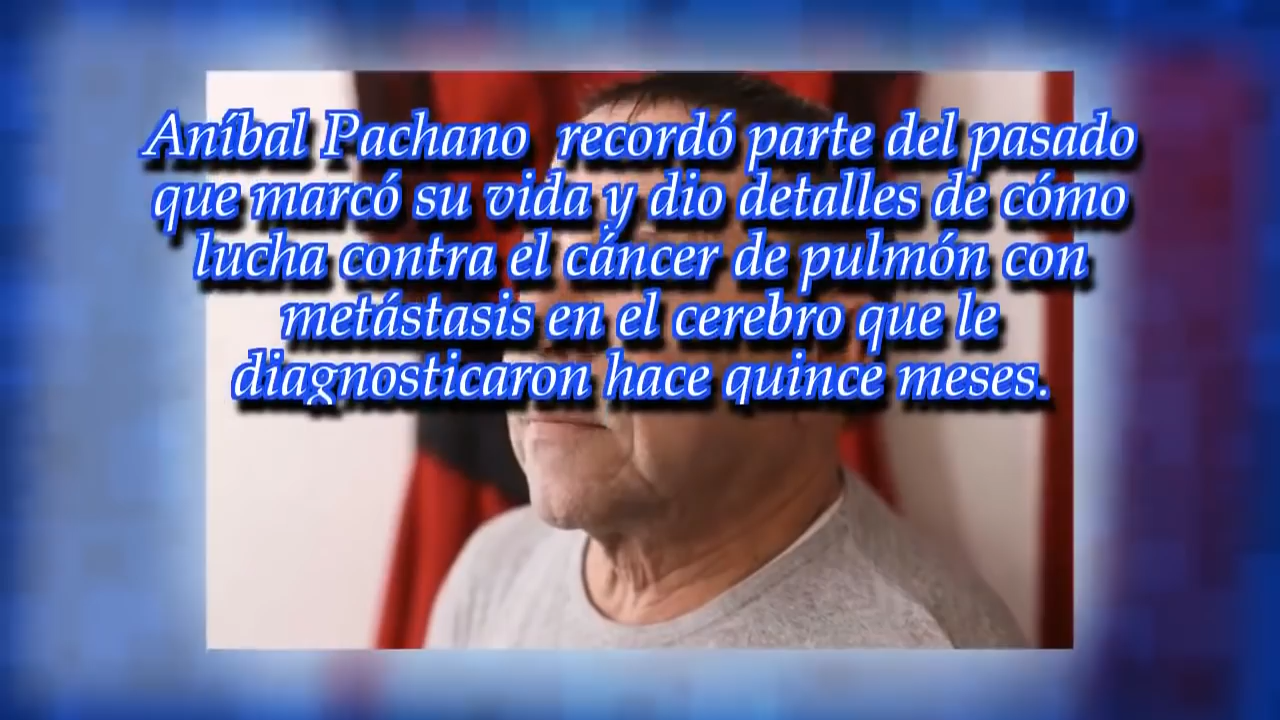 Aníbal Pachano recordó parte del pasado
que marcó su vida y dio detalles de cómo
lucha contra el cáncer de pulmón con
metástasis en el cerebro que le
diagnosticaron hace quince meses.